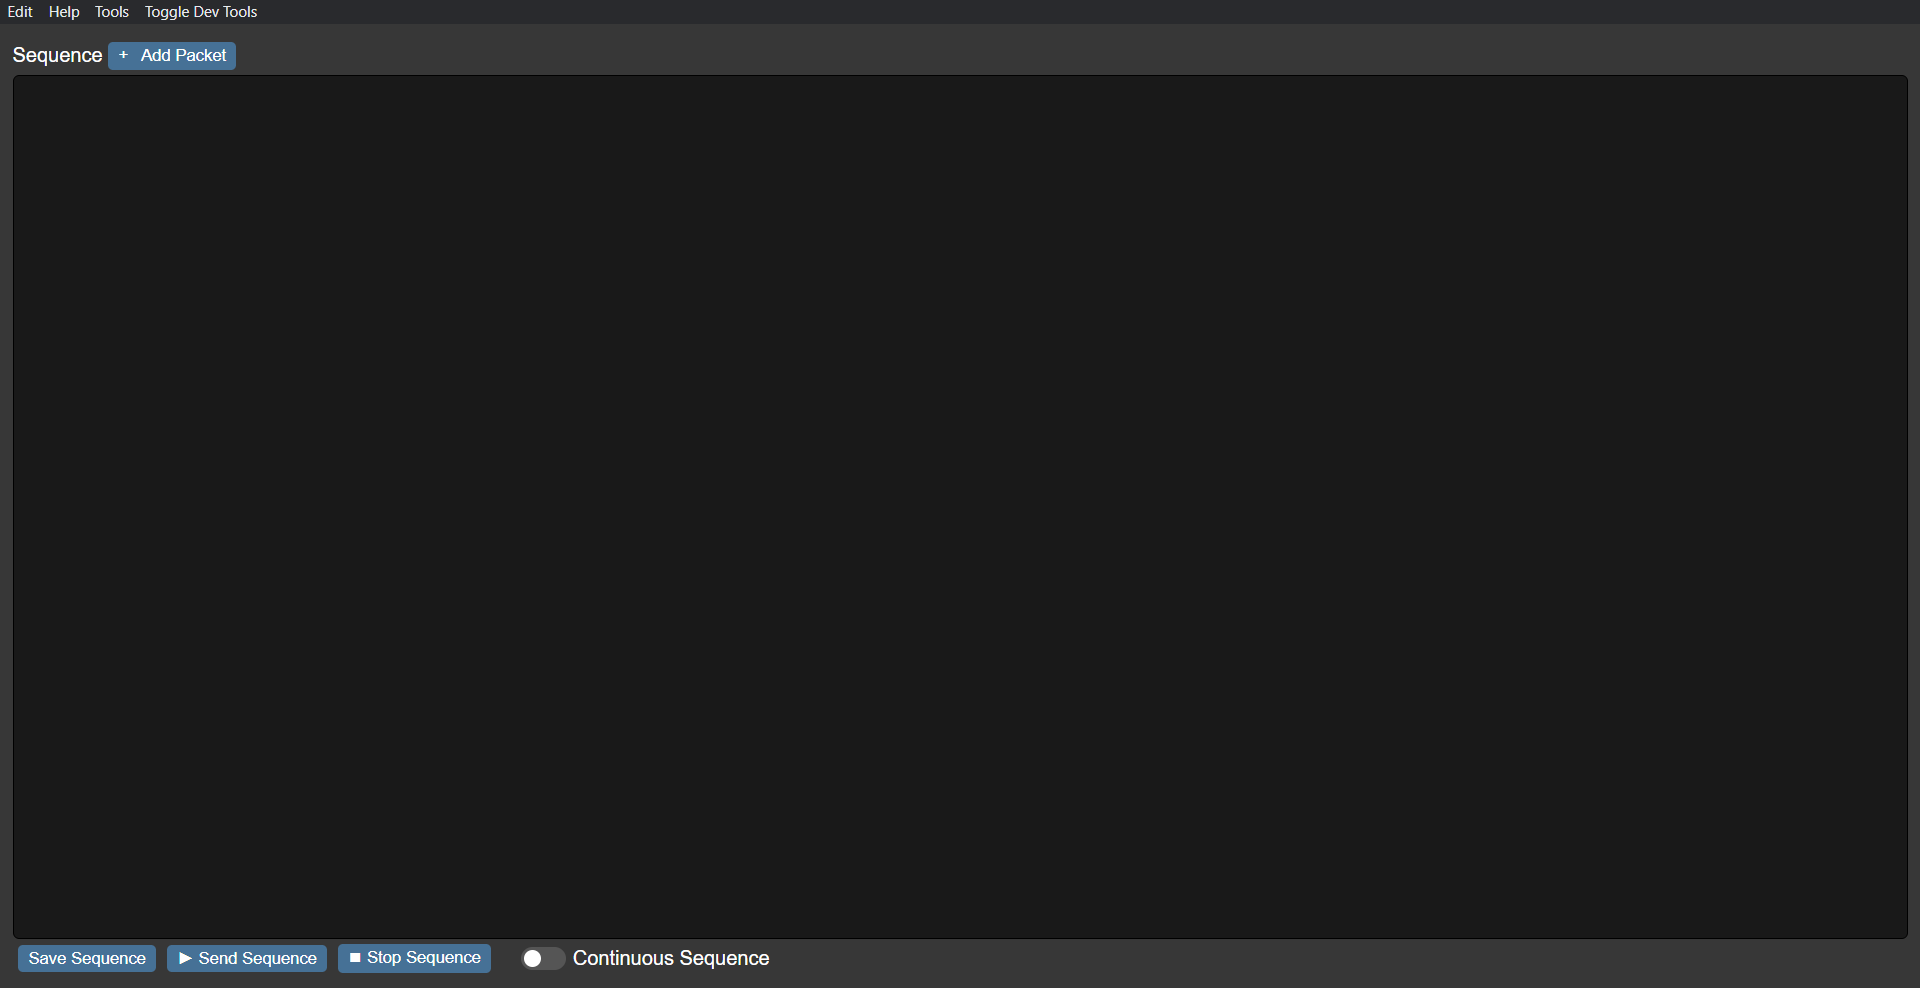 Edit Help Tools Toggle Dev Tools
Sequence + Add Packet
Save Sequence ▶ Send Sequence ■ Stop Sequence Continuous Sequence